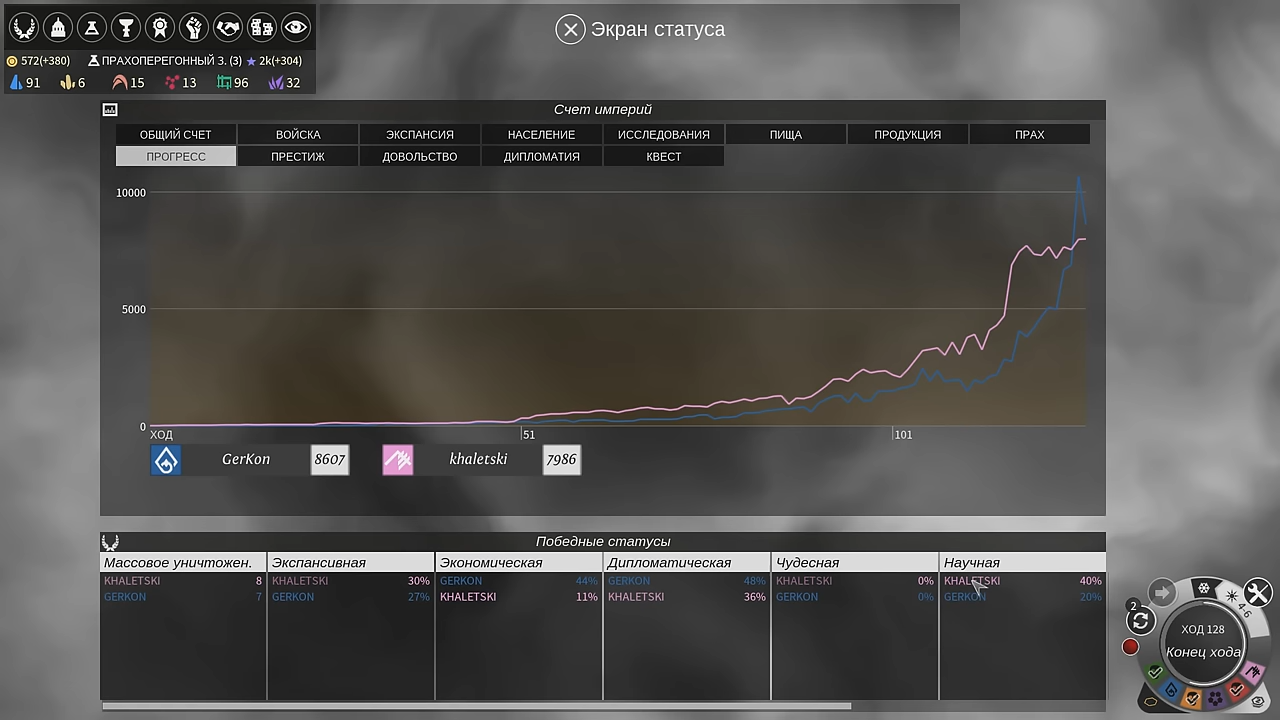 Экран статуса
572(+380) ПРАХОПЕРЕГОННЫЙ З. (3) 2k(+304)
91 6 15 13 96 32
Счет империй
ОБЩИЙ СЧЕТ ВОЙСКА ЭКСПАНСИЯ НАСЕЛЕНИЕ ИССЛЕДОВАНИЯ ПИЩА ПРОДУКЦИЯ ПРАХ
ПРОГРЕСС ПРЕСТИЖ ДОВОЛЬСТВО ДИПЛОМАТИЯ КВЕСТ
10000
5000
0
ХОД 51 101
GerKon 8607 khaletski 7986
Победные статусы
Массовое уничтожен. Экспансивная Экономическая Дипломатическая Чудесная Научная
KHALETSKI 8 KHALETSKI 30% GERKON 44% GERKON 48% KHALETSKI 0% KHALETSKI 40%
GERKON 7 GERKON 27% KHALETSKI 11% KHALETSKI 36% GERKON 0% GERKON 20%
2
4-6
ХОД 128
Конец хода